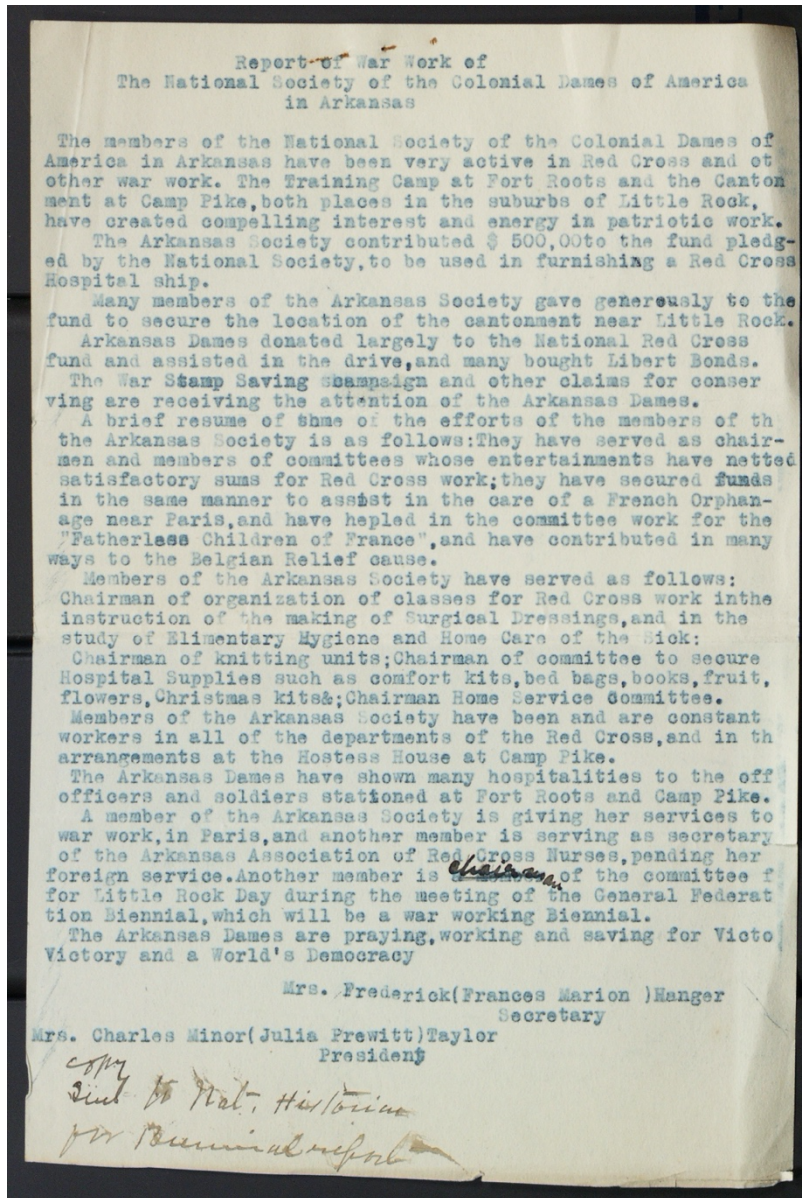 Report of War Work of
The National Society of the Colonial Dames of America
in Arkansas
The members of the National Society of the Colonial Dames of
America in Arkansas have been very active in Red Cross and ot
other war work. The Training Camp at Fort Roots and the Canton
ment at Camp Pike,both places in the suburbs of Little Rock,
have created compelling interest and energy in patriotic work.
The Arkansas Society contributed $ 500,00to the fund pledg-
ed by the National Society,to be used in furnishing a Red Cross
Hospital ship.
Many members of the Arkansas Society gave generously to the
fund to secure the location of the cantonment near Little Rock.
Arkansas Dames donated largely to the National Red Cross
fund and assisted in the drive,and many bought Libert Bonds.
The War Stamp Saving campaign and other claims for conser
ving are receiving the attention of the Arkansas Dames.
A brief resume of shme of the efforts of the members of th
the Arkansas Society is as follows:They have served as chair-
men and members of committees whose entertainments have netted
satisfactory sums for Red Cross work;they have secured funds
in the same manner to assist in the care of a French Orphan-
age near Paris,and have hepled in the committee work for the
"Fatherless Children of France",and have contributed in many
ways to the Belgian Relief cause.
Members of the Arkansas Society have served as follows:
Chairman of organization of classes for Red Cross work inthe
instruction of the making of Surgical Dressings,and in the
study of Elimentary Hygiene and Home Care of the Sick:
Chairman of knitting units;Chairman of committee to secure
Hospital Supplies such as comfort kits,bed bags,books,fruit,
flowers,Christmas kits&;Chairman Home Service Committee.
Members of the Arkansas Society have been and are constant
workers in all of the departments of the Red Cross,and in th
arrangements at the Hostess House at Camp Pike.
The Arkansas Dames have shown many hospitalities to the off
officers and soldiers stationed at Fort Roots and Camp Pike.
A member of the Arkansas Society is giving her services to
war work,in Paris,and another member is serving as secretary
of the Arkansas Association of Red Cross Nurses,pending her
foreign service.Another member is chairman of the committee f
for Little Rock Day during the meeting of the General Federat
tion Biennial,which will be a war working Biennial.
The Arkansas Dames are praying,working and saving for Victo
Victory and a World's Democracy
Mrs. Frederick(Frances Marion )Hanger
Secretary
Mrs. Charles Minor(Julia Prewitt)Taylor
President
copy
Sent to Nat. Historian
for Biennial report